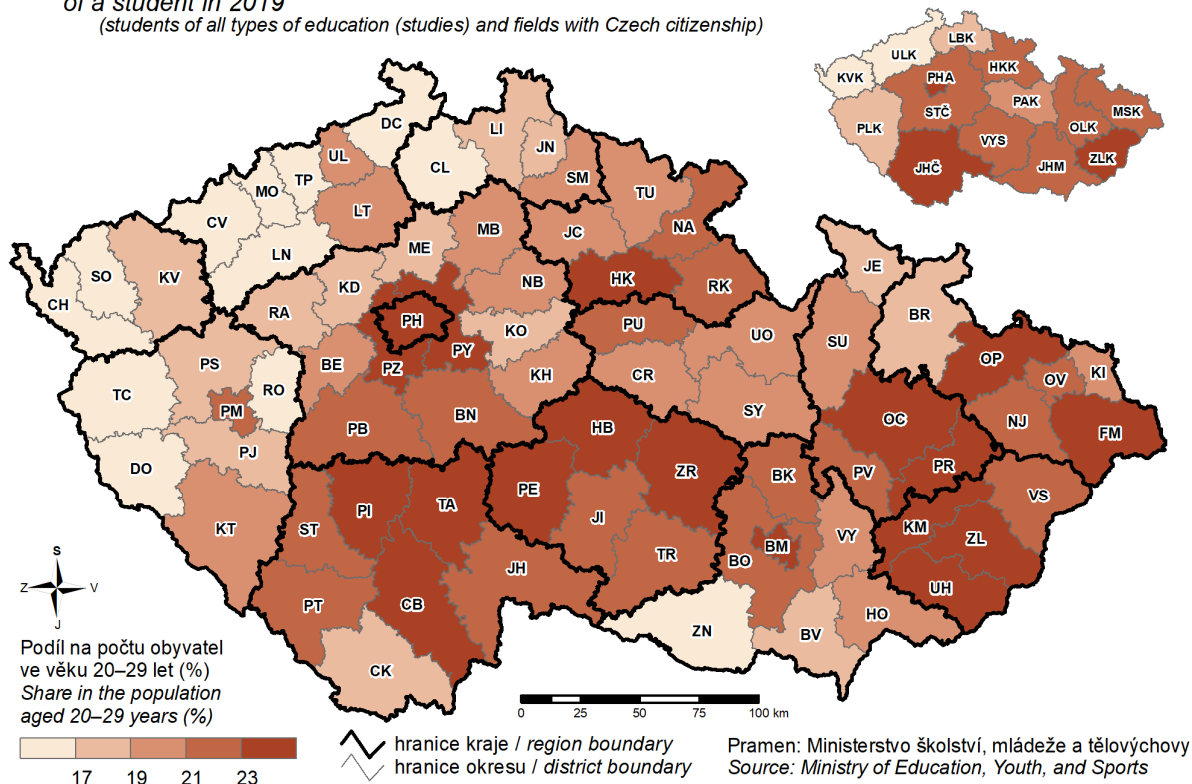 of a student in 2019
(students of all types of education (studies) and fields with Czech citizenship)
LBK
ULK
KVK
PHA
HKK
STČ
PAK
MSK
PLK
VYS
OLK
JHČ
JHM
ZLK
DC
LI
JN
UL
CL
SM
TP
MO
TU
LT
CV
MB
JC
NA
LN
ME
JE
SO
KV
KD
NB
HK
RK
CH
RA
PH
KO
PU
UO
BR
SU
PS
BE
PZ
PY
OP
OV
KI
TC
RO
KH
CR
PM
BN
SY
OC
NJ
FM
PB
HB
DO
PJ
ZR
PR
PV
BK
VS
PI
TA
PE
KT
ST
JI
KM
ZL
VY
BM
TR
BO
JH
UH
PT
CB
HO
ZN
BV
CK
S
Z
V
J
Podíl na počtu obyvatel
ve věku 20–29 let (%)
Share in the population
aged 20–29 years (%)
17 19 21 23
0 25 50 75 100 km
hranice kraje / region boundary
hranice okresu / district boundary
Pramen: Ministerstvo školství, mládeže a tělovýchovy
Source: Ministry of Education, Youth, and Sports